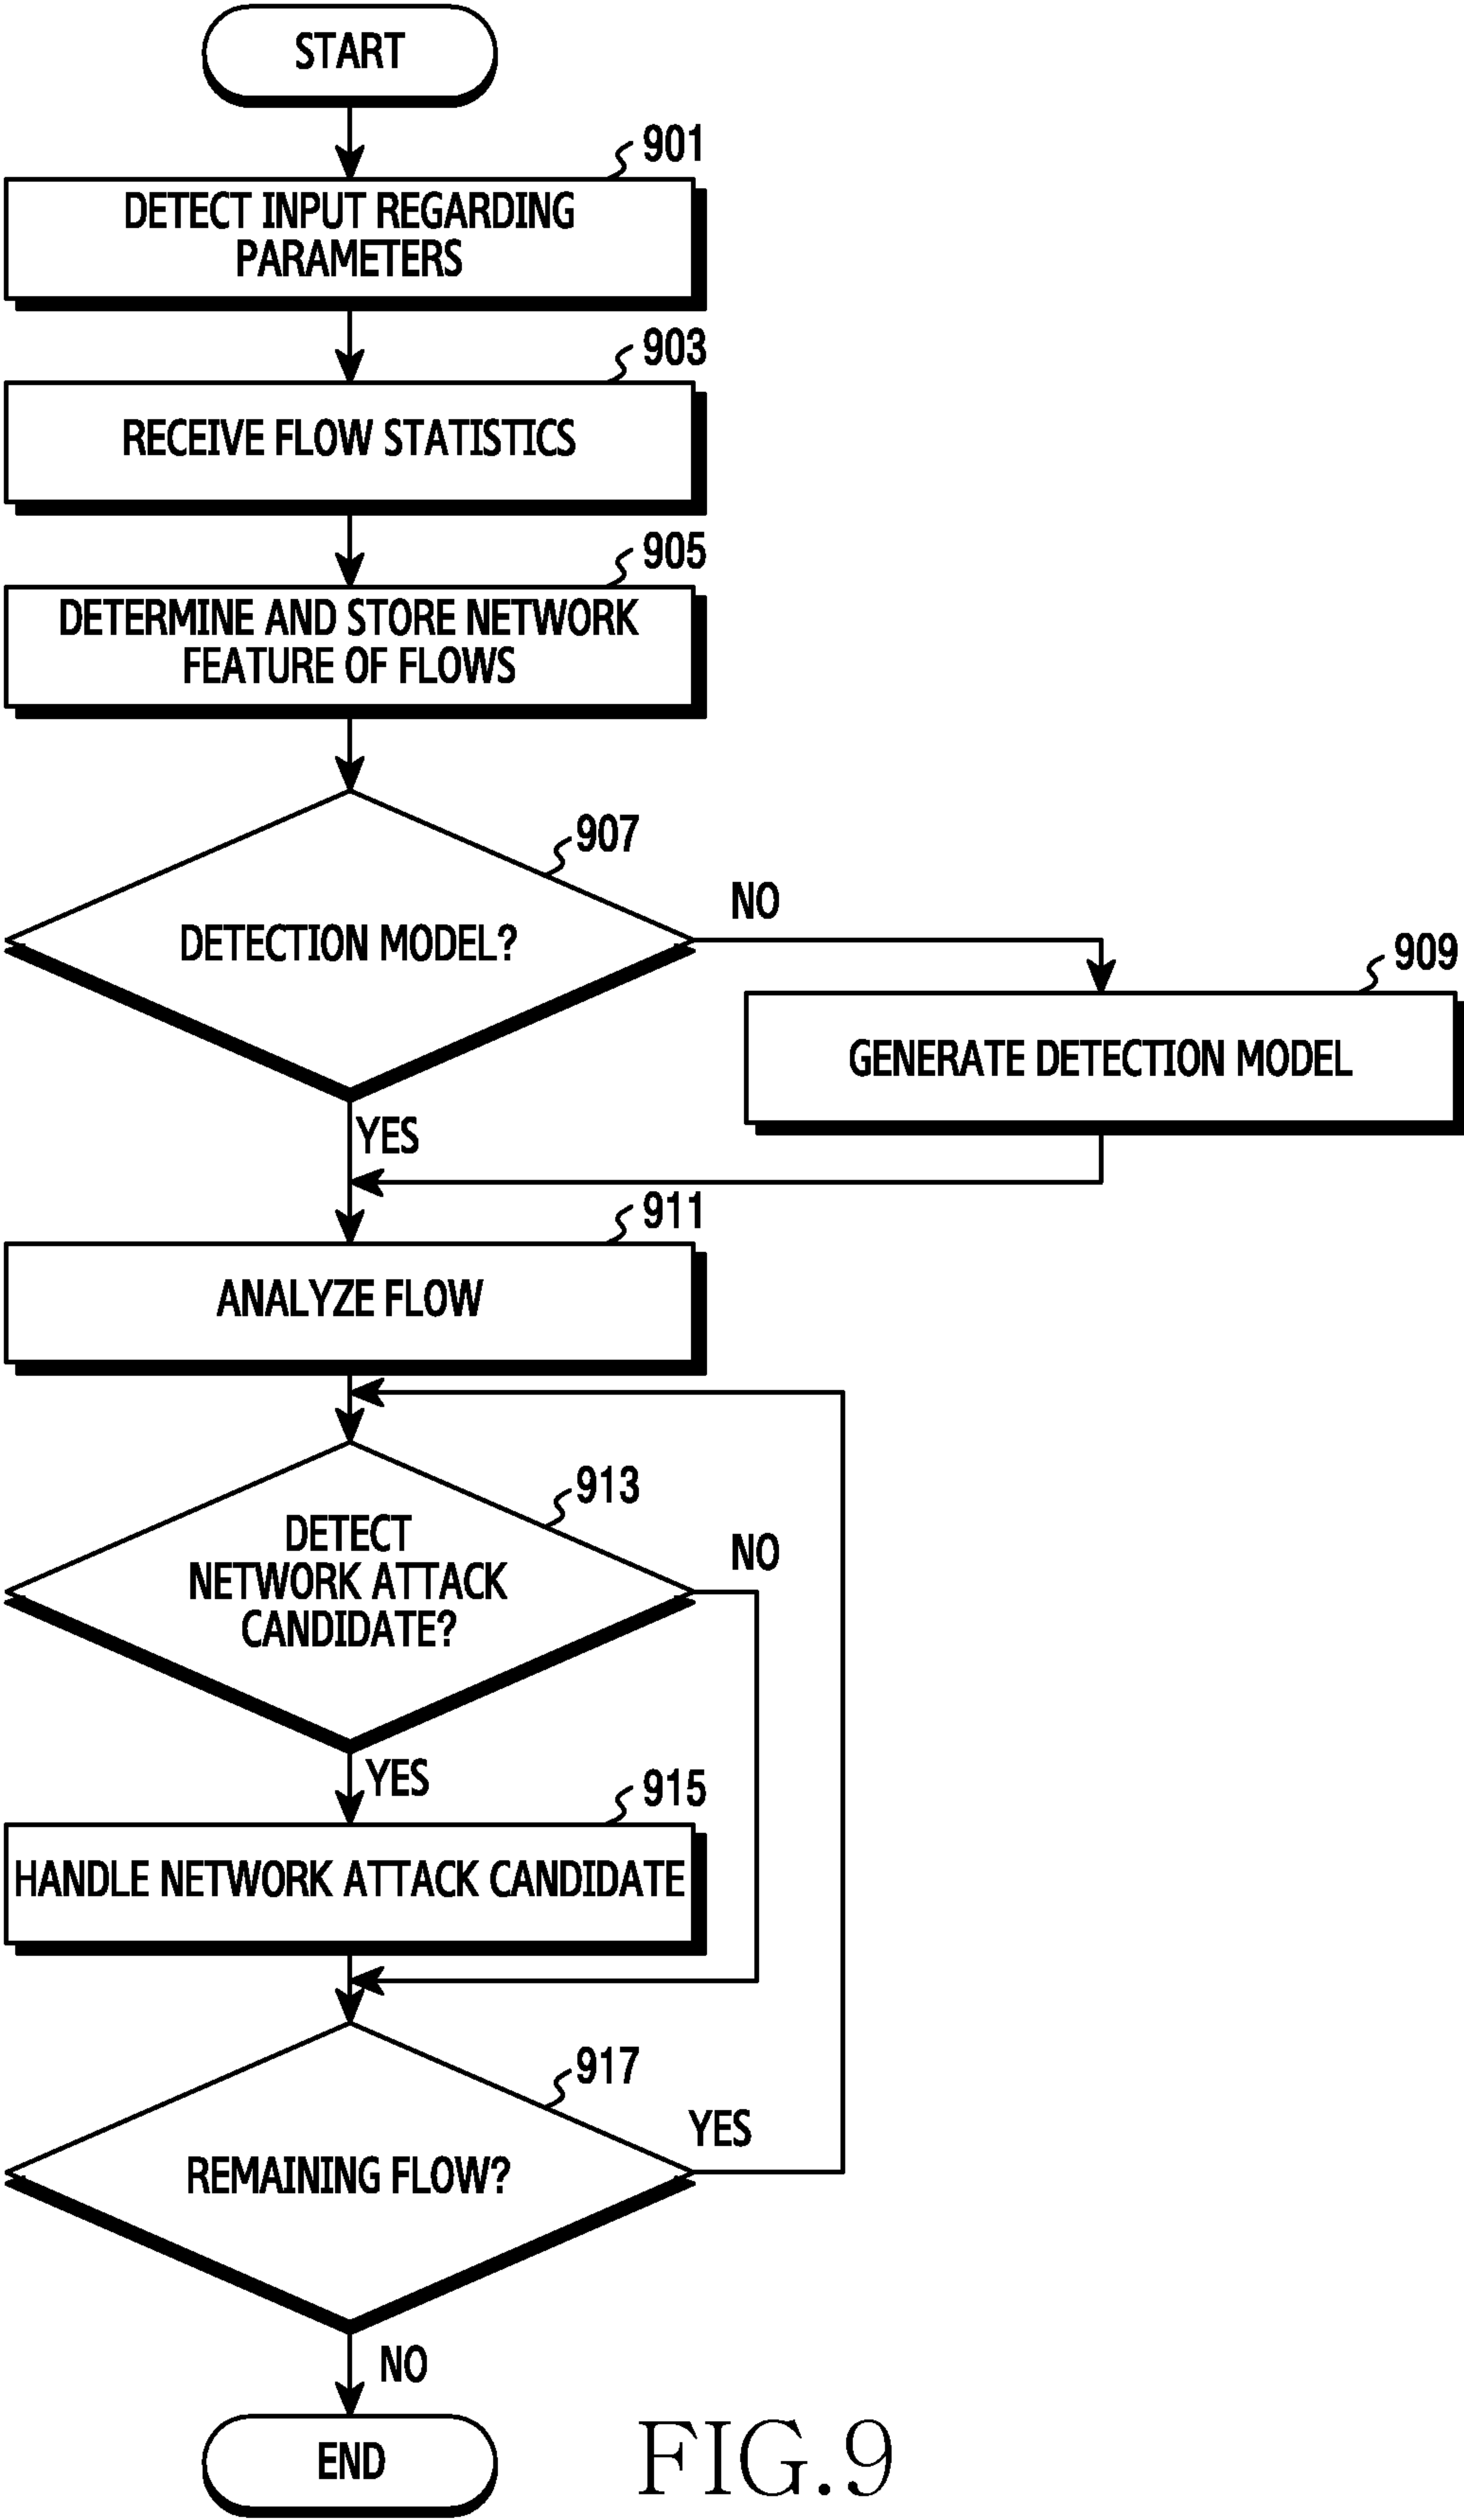 START
901
DETECT INPUT REGARDING
PARAMETERS
903
RECEIVE FLOW STATISTICS
905
DETERMINE AND STORE NETWORK
FEATURE OF FLOWS
907
DETECTION MODEL?
NO
909
GENERATE DETECTION MODEL
YES
911
ANALYZE FLOW
913
DETECT
NETWORK ATTACK
CANDIDATE?
NO
YES
915
HANDLE NETWORK ATTACK CANDIDATE
917
REMAINING FLOW?
YES
NO
END
FIG.9